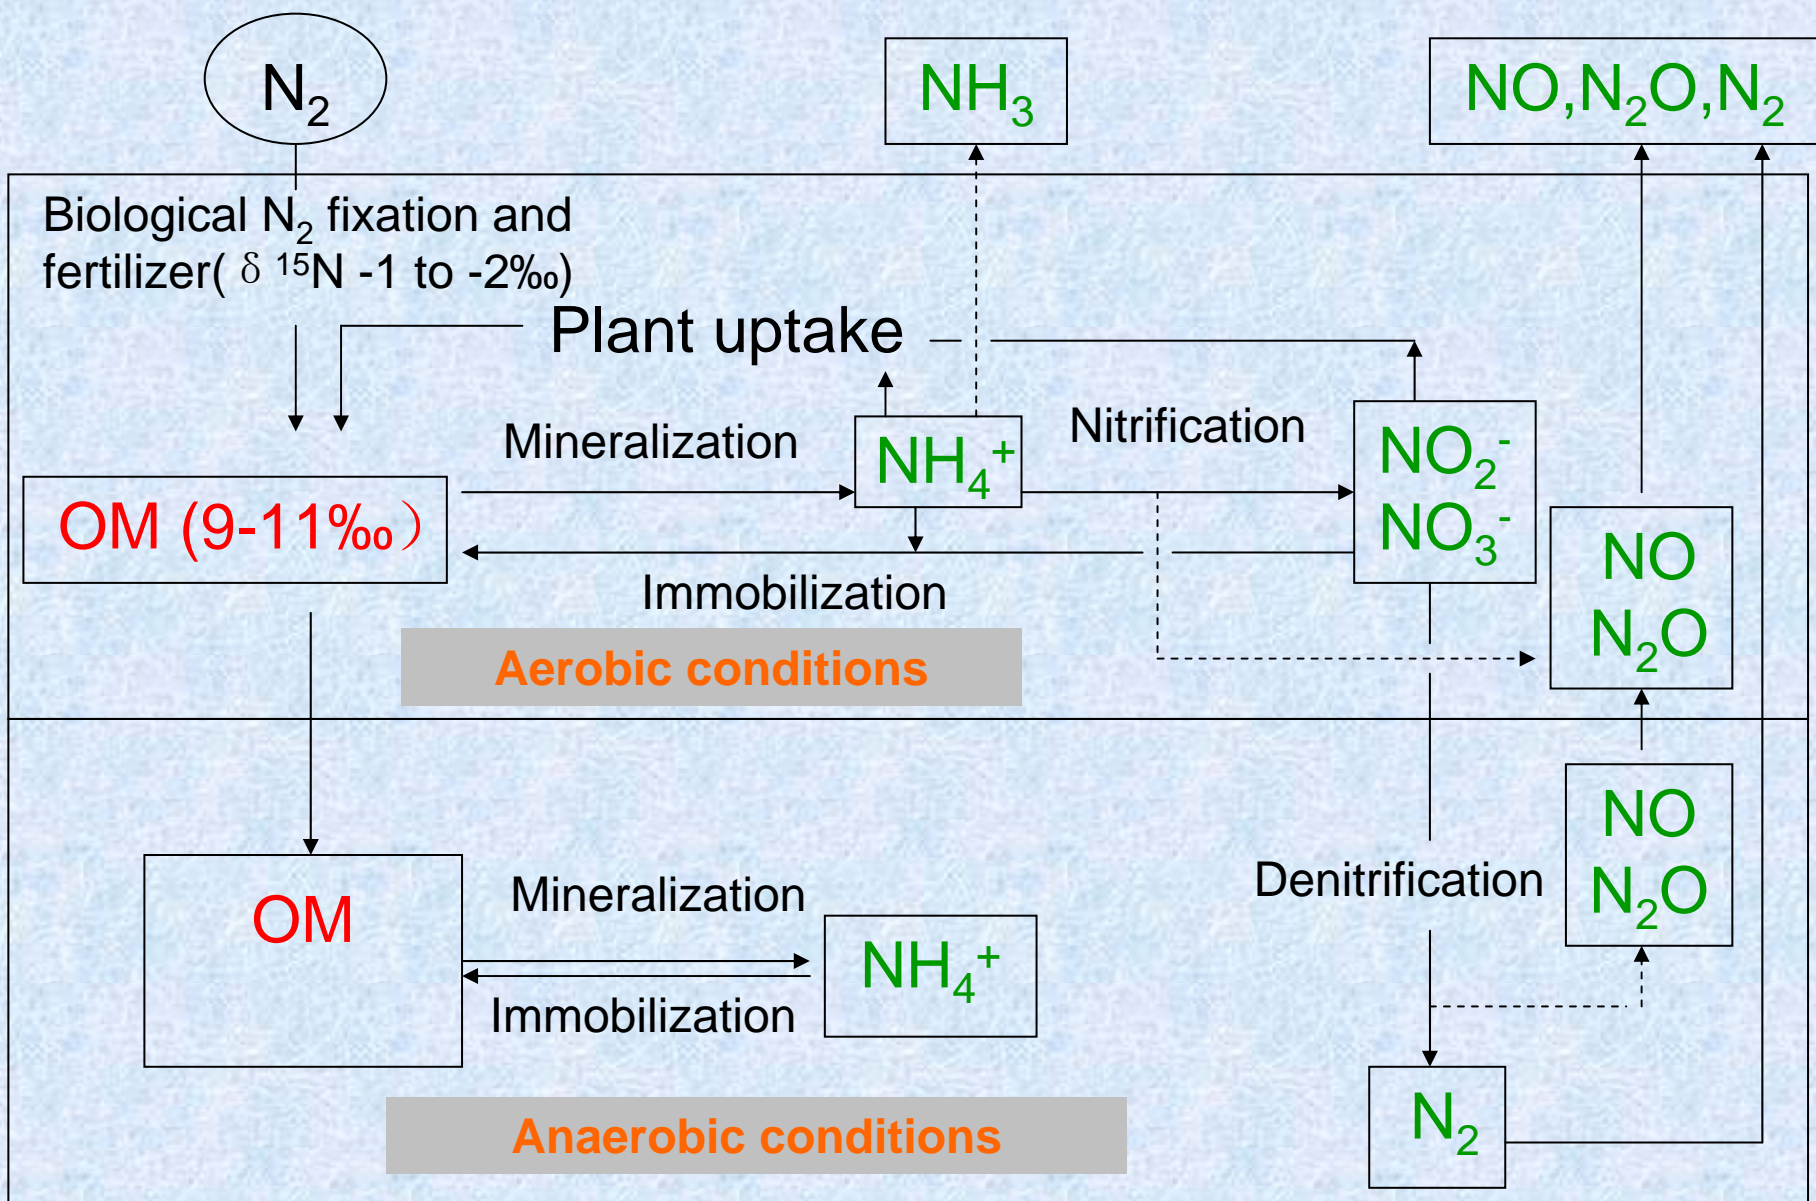 N₂
NH₃
NO,N₂O,N₂
Biological N₂ fixation and
fertilizer( δ ¹⁵N -1 to -2‰)
Plant uptake
Mineralization
NH₄⁺
Nitrification
NO₂⁻
NO₃⁻
OM (9-11‰）
Immobilization
NO
N₂O
Aerobic conditions
OM
Mineralization
NH₄⁺
Immobilization
Denitrification
NO
N₂O
N₂
Anaerobic conditions